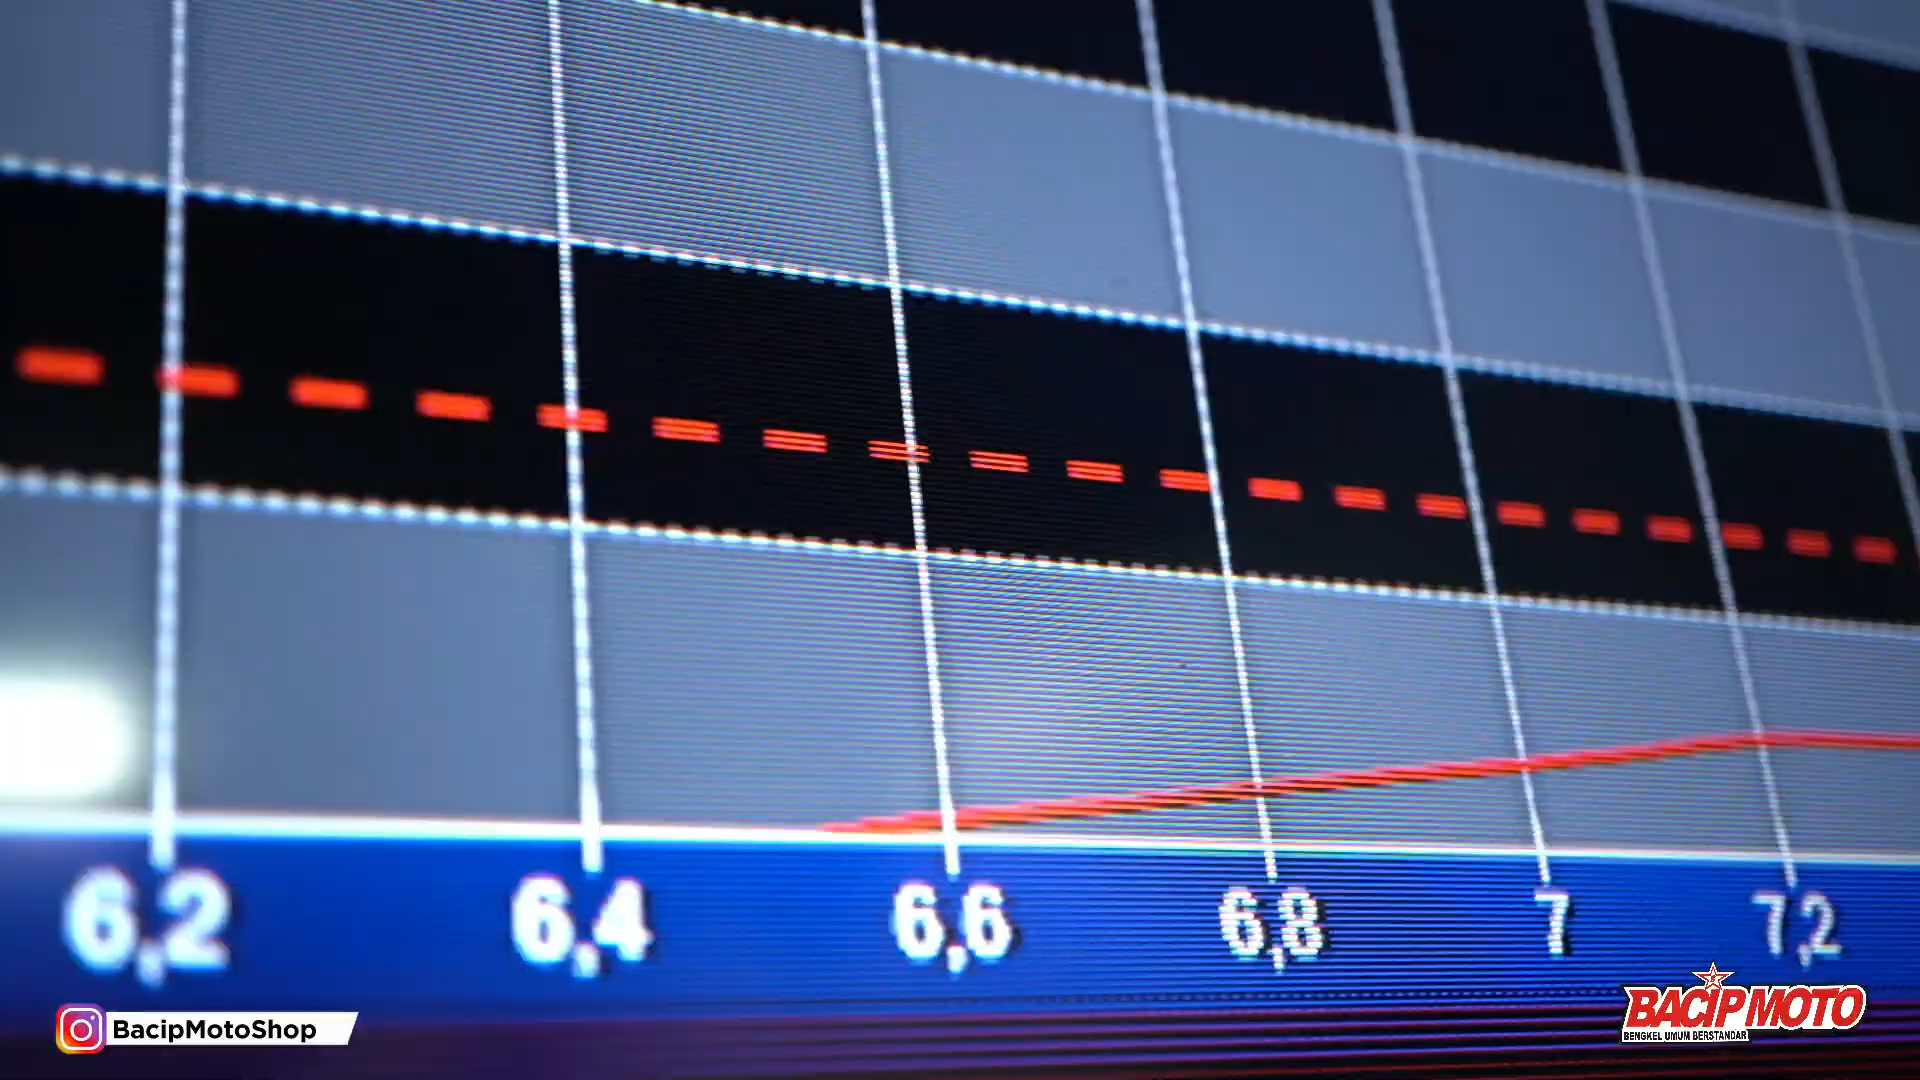 6,2 6,4 6,6 6,8 7 7,2
BacipMotoShop
BACIP MOTO
BENGKEL UMUM BERSTANDAR